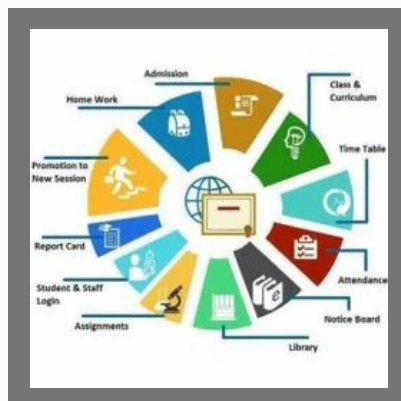 Admission
Class &
Curriculum
Home Work
Time Table
Promotion to
New Session
Report Card
Attendance
Student & Staff
Login
Notice Board
Assignments
Library
e